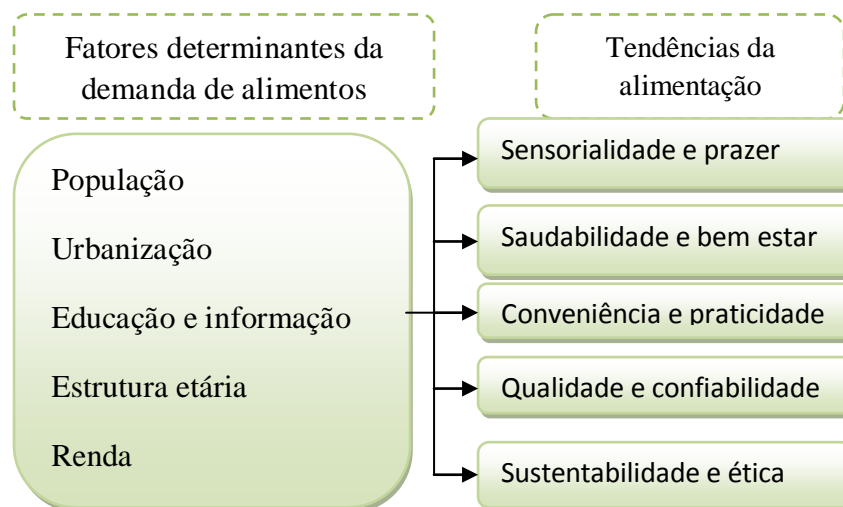 Fatores determinantes da
demanda de alimentos
Tendências da
alimentação
População
Urbanização
Educação e informação
Estrutura etária
Renda
Sensorialidade e prazer
Saudabilidade e bem estar
Conveniência e praticidade
Qualidade e confiabilidade
Sustentabilidade e ética